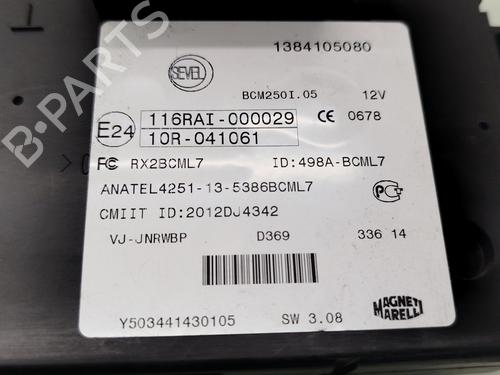 1384105080
SEVEL
BCM250I.05 12V
E24 116RAI-000029 CE 0678
10R-041061
FC RX2BCML7 ID:498A-BCML7
ANATEL4251-13-5386BCML7
CMIIT ID:2012DJ4342
VJ-JNRWBP D369 336 14
MAGNETI
MARELLI
Y503441430105 SW 3.08